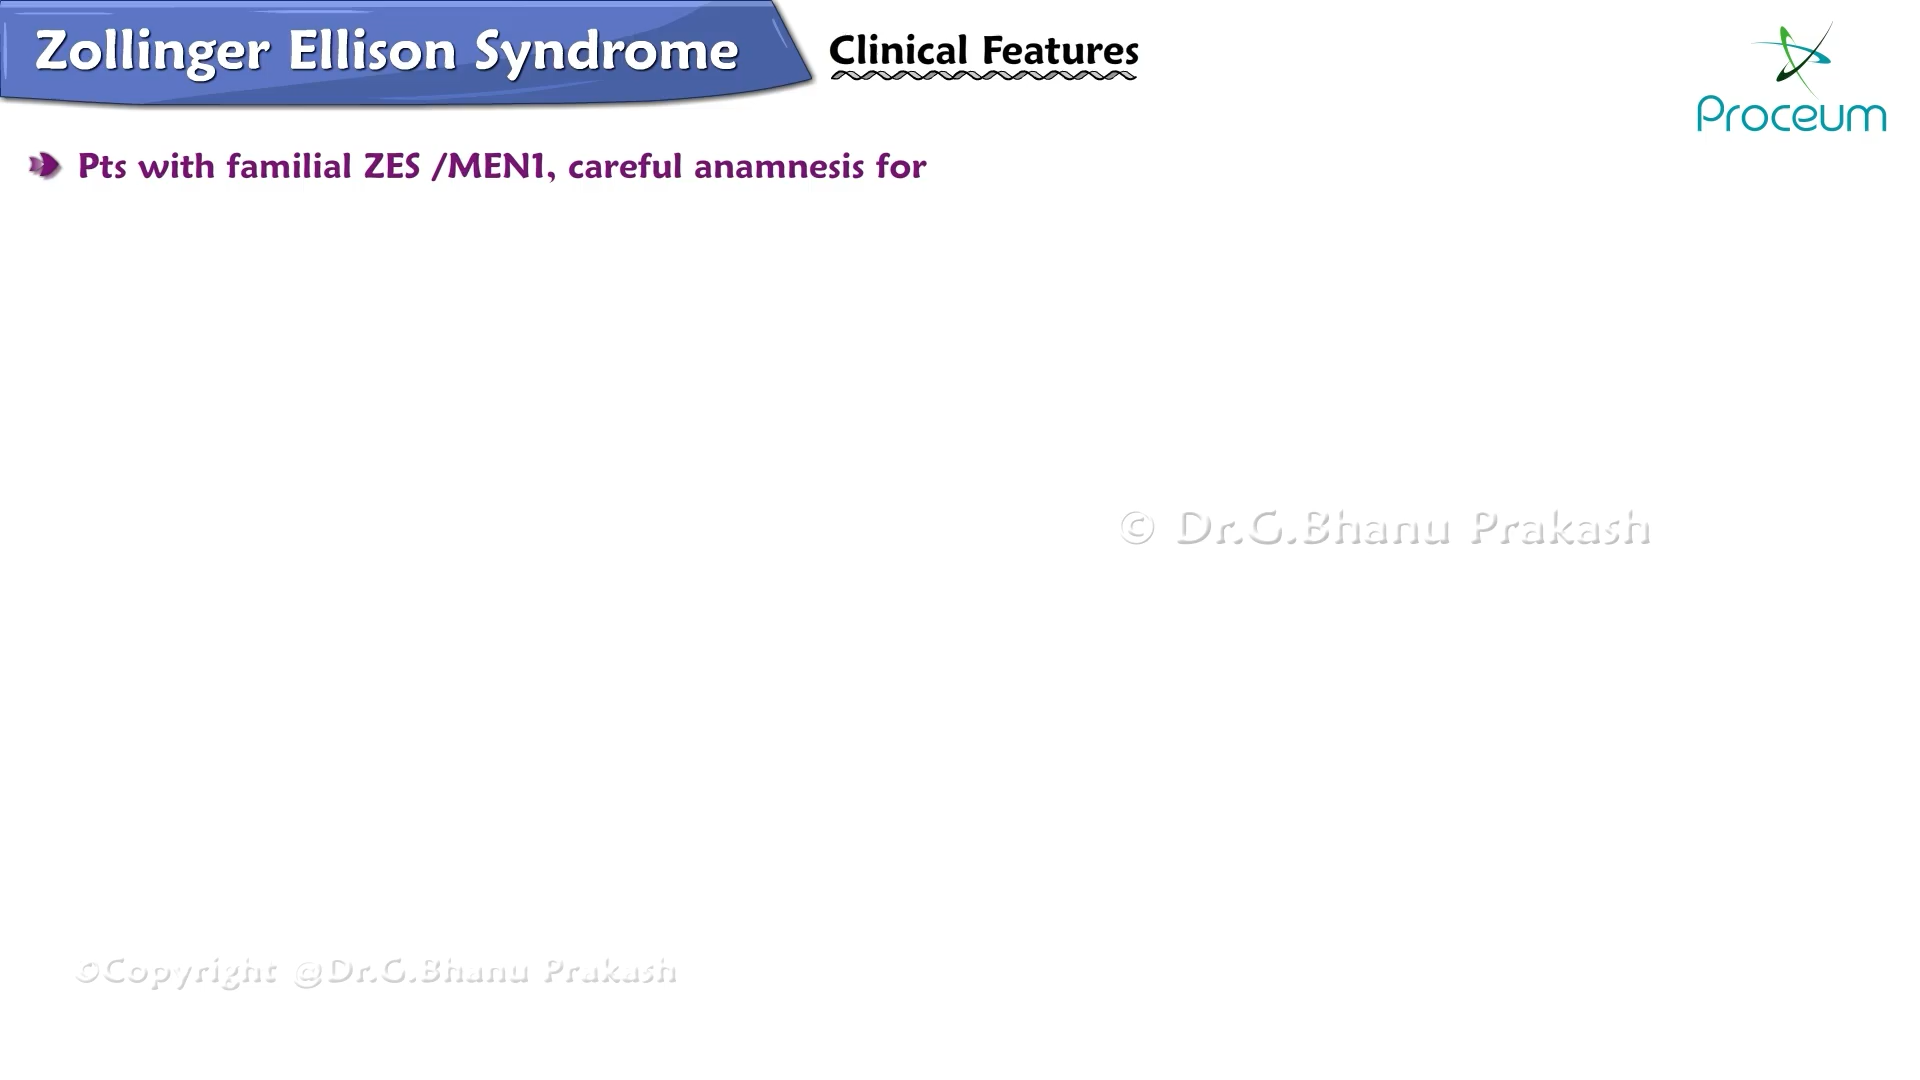 Zollinger Ellison Syndrome
Clinical Features
Proceum
Pts with familial ZES /MEN1, careful anamnesis for
© Dr.G.Bhanu Prakash
©Copyright @Dr.G.Bhanu Prakash